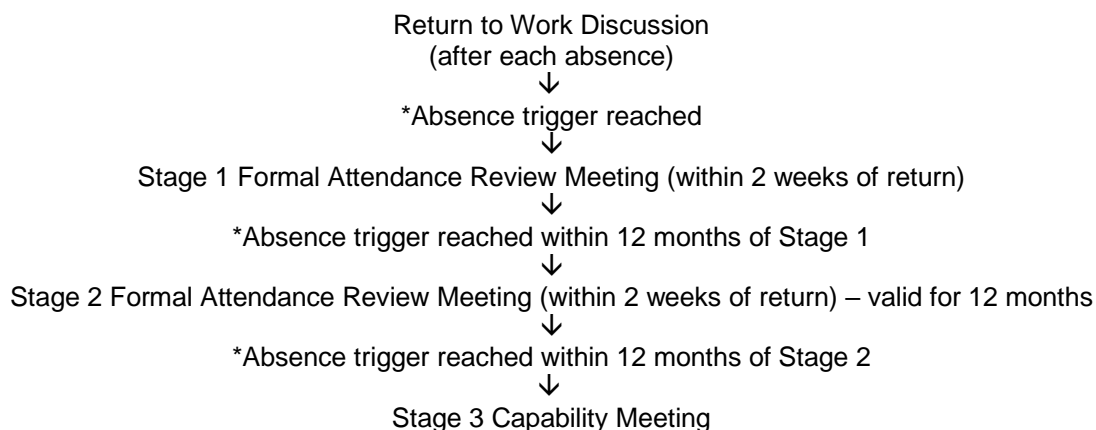 Return to Work Discussion
(after each absence)
↓
*Absence trigger reached
↓
Stage 1 Formal Attendance Review Meeting (within 2 weeks of return)
↓
*Absence trigger reached within 12 months of Stage 1
↓
Stage 2 Formal Attendance Review Meeting (within 2 weeks of return) – valid for 12 months
↓
*Absence trigger reached within 12 months of Stage 2
↓
Stage 3 Capability Meeting